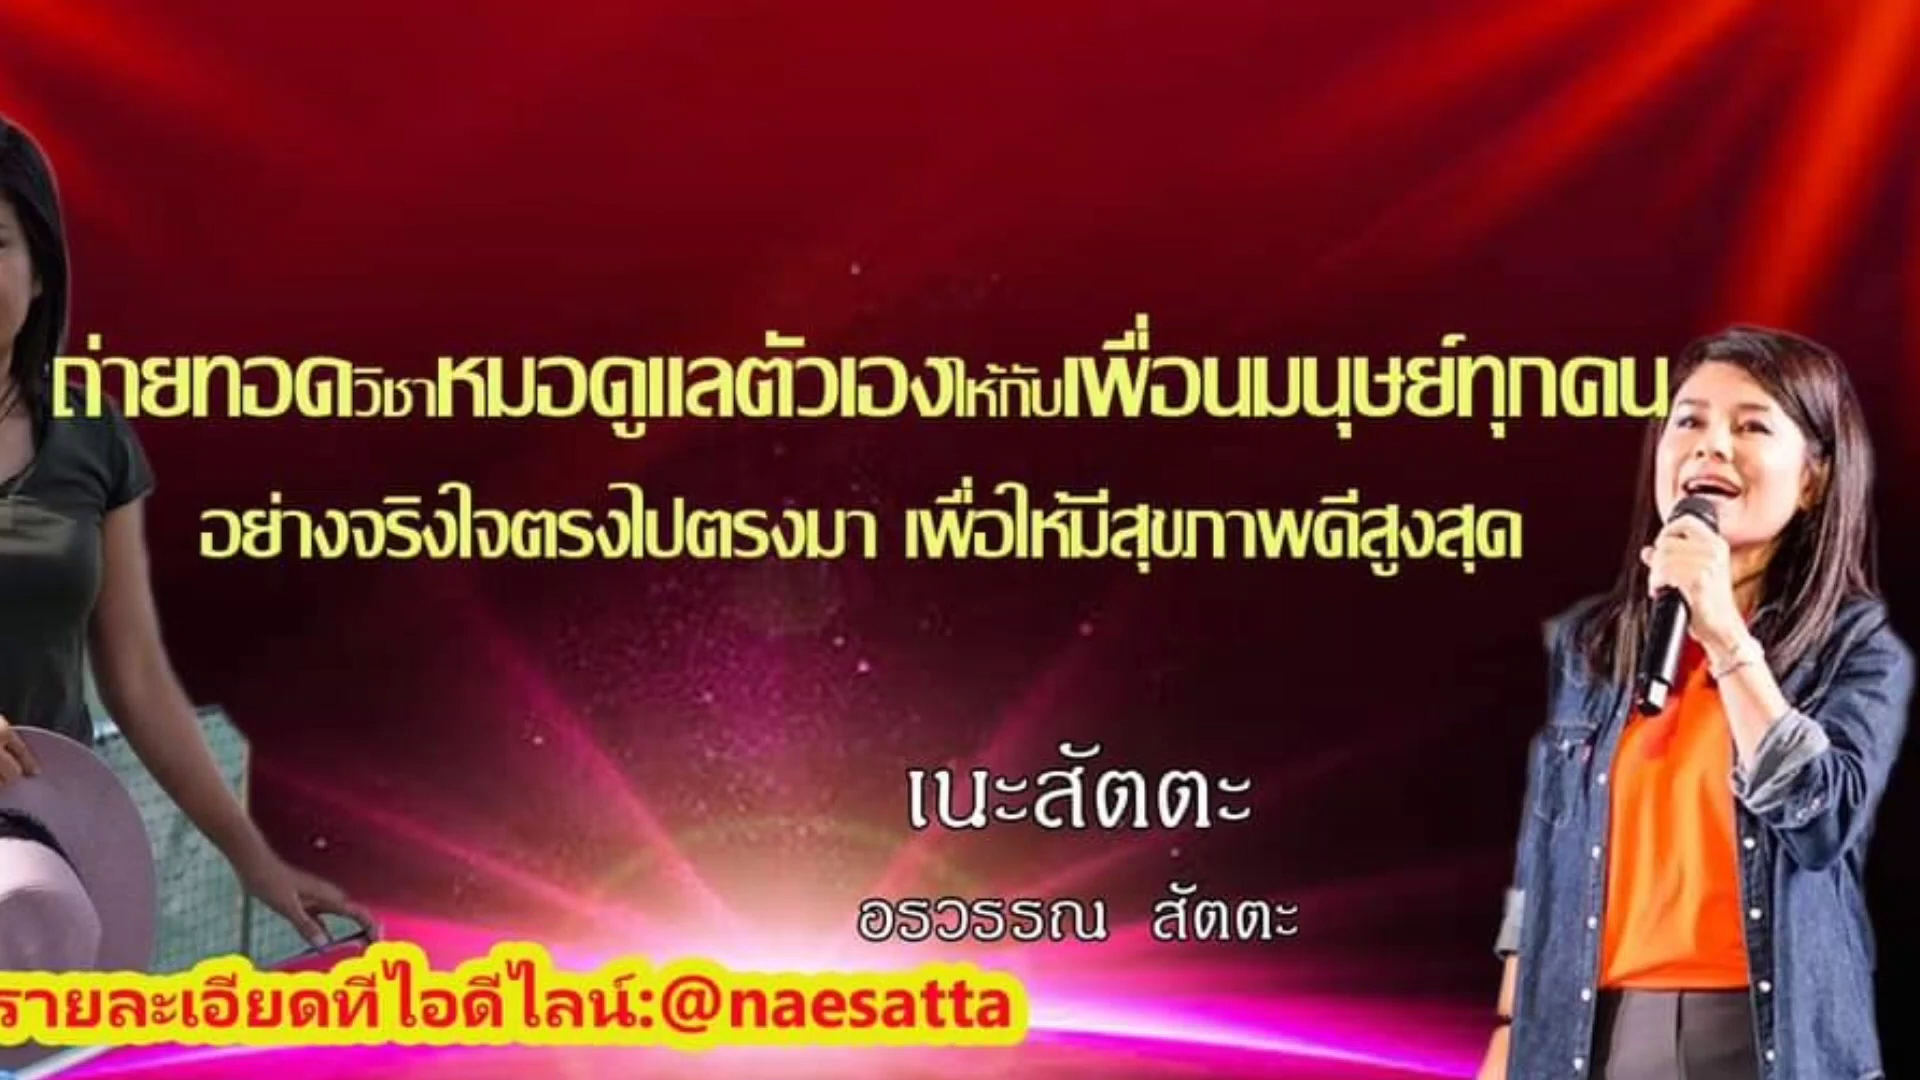 ถ่ายทอดวิชาหมอดูแลตัวเองให้กับเพื่อนมนุษย์ทุกคน
อย่างจริงใจตรงไปตรงมา เพื่อให้มีสุขภาพดีสูงสุด
เนะสัตตะ
อรวรรณ สัตตะ
รายละเอียดที่ไอดีไลน์:@naesatta